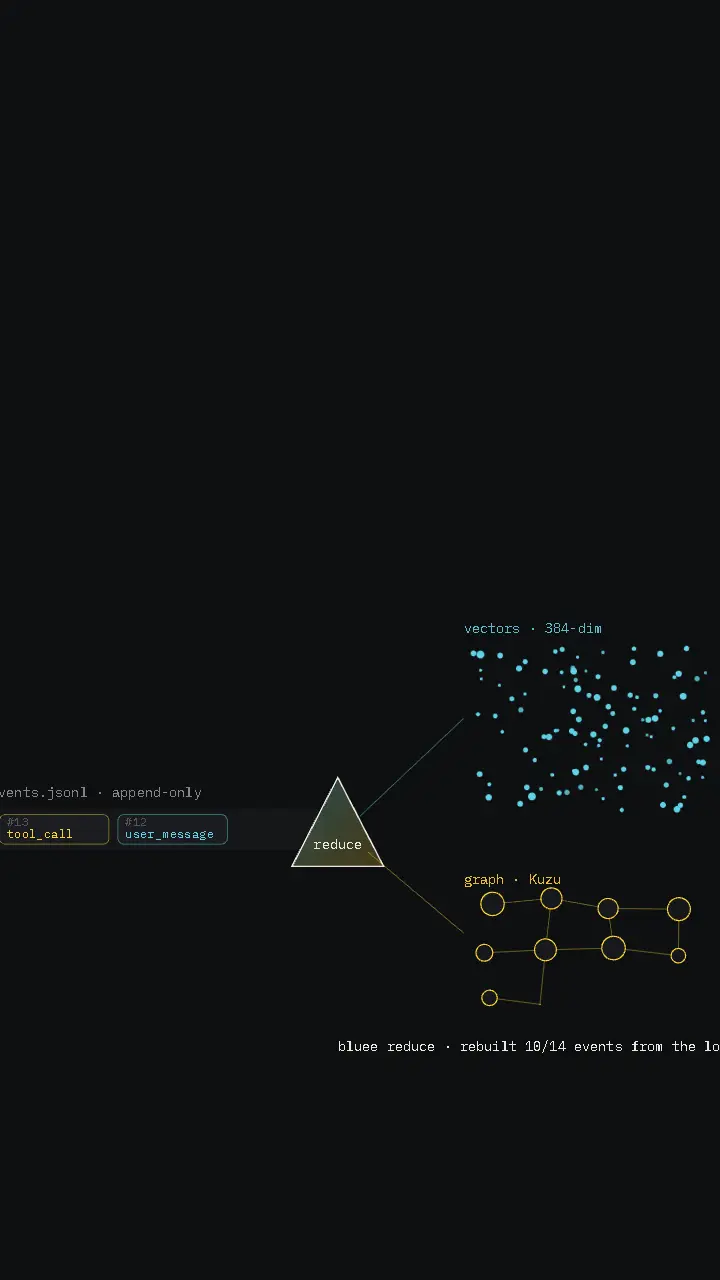 vectors · 384-dim
vents.jsonl · append-only
#13
tool_call
#12
user_message
reduce
graph · Kuzu
bluee reduce · rebuilt 10/14 events from the lo